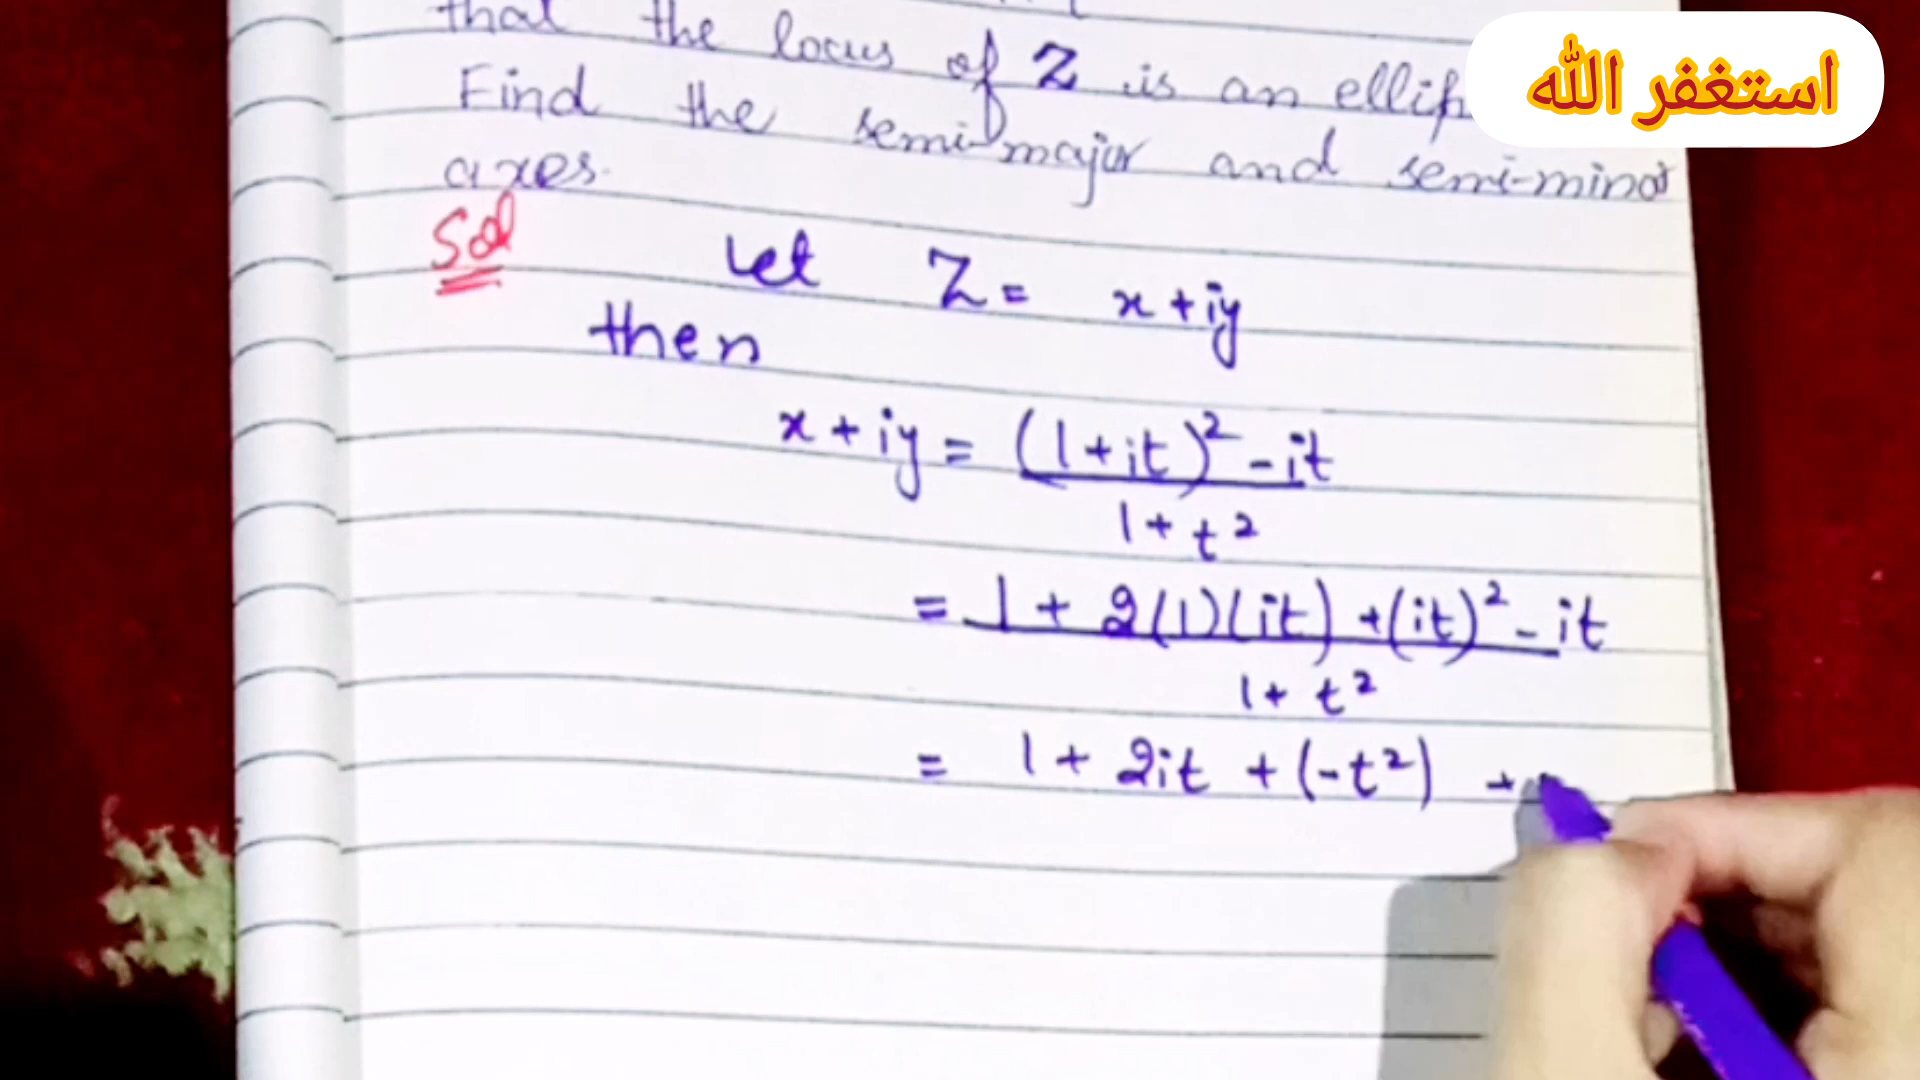 that the locus of Z is an ellip
استغفر الله
Find the semi-major and semi-minor
axes.
Sol Let Z = x + iy
then
x + iy = (1 + it)² - it
1 + t²
= 1 + 2(1)(it) + (it)² - it
1 + t²
= 1 + 2it + (-t²) +